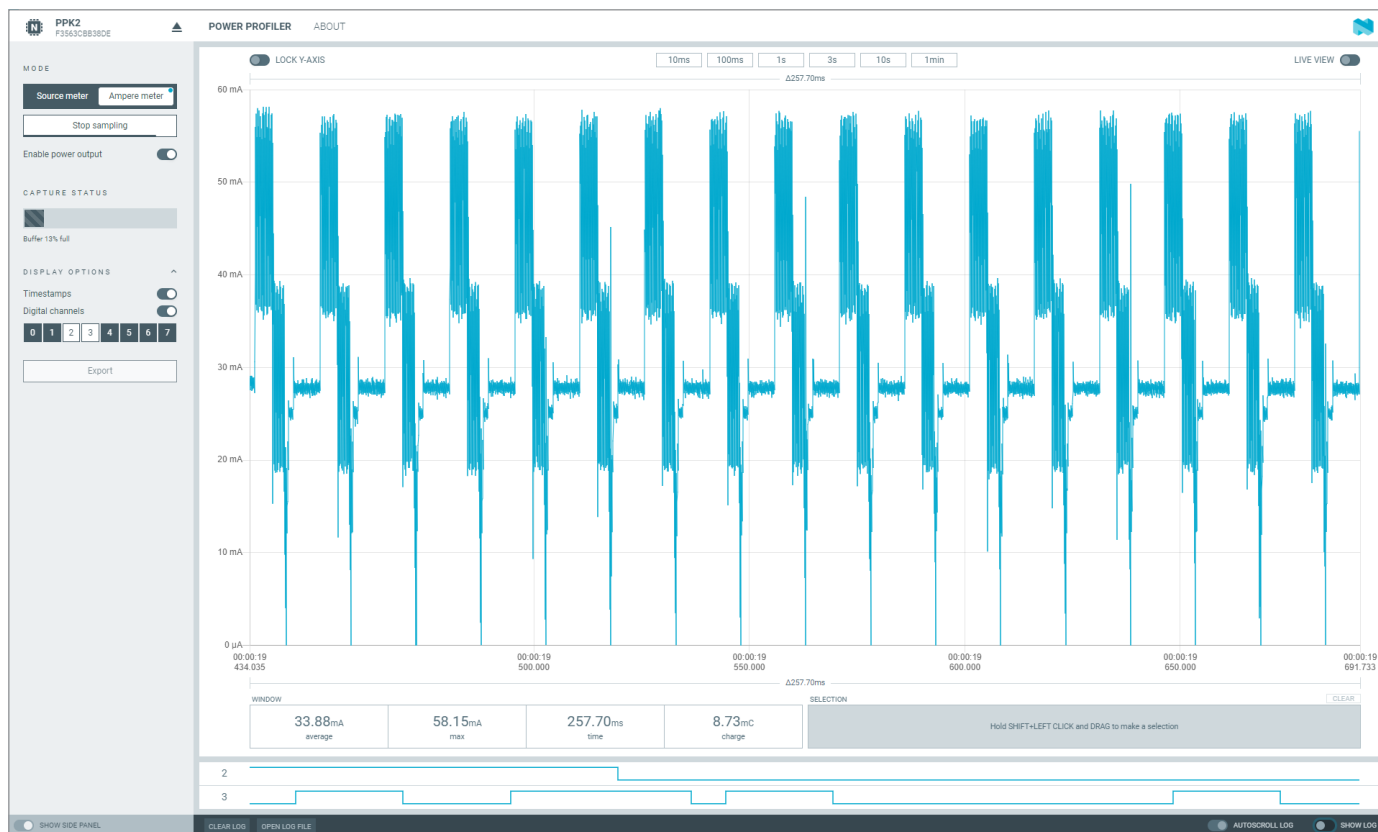 PPK2
F3563CBB38DE
POWER PROFILER ABOUT
MODE
Source meter Ampere meter
Stop sampling
Enable power output
CAPTURE STATUS
Buffer 13% full
DISPLAY OPTIONS
Timestamps
Digital channels
0 1 2 3 4 5 6 7
Export
LOCK Y-AXIS
10ms 100ms 1s 3s 10s 1min
LIVE VIEW
Δ257.70ms
60 mA
50 mA
40 mA
30 mA
20 mA
10 mA
0 µA
00:00:19 00:00:19 00:00:19 00:00:19 00:00:19 00:00:19
434.035 500.000 550.000 600.000 650.000 691.733
Δ257.70ms
WINDOW
33.88mA 58.15mA 257.70ms 8.73mC
average max time charge
SELECTION
CLEAR
Hold SHIFT+LEFT CLICK and DRAG to make a selection
2
3
SHOW SIDE PANEL
CLEAR LOG OPEN LOG FILE
AUTOSCROLL LOG SHOW LOG